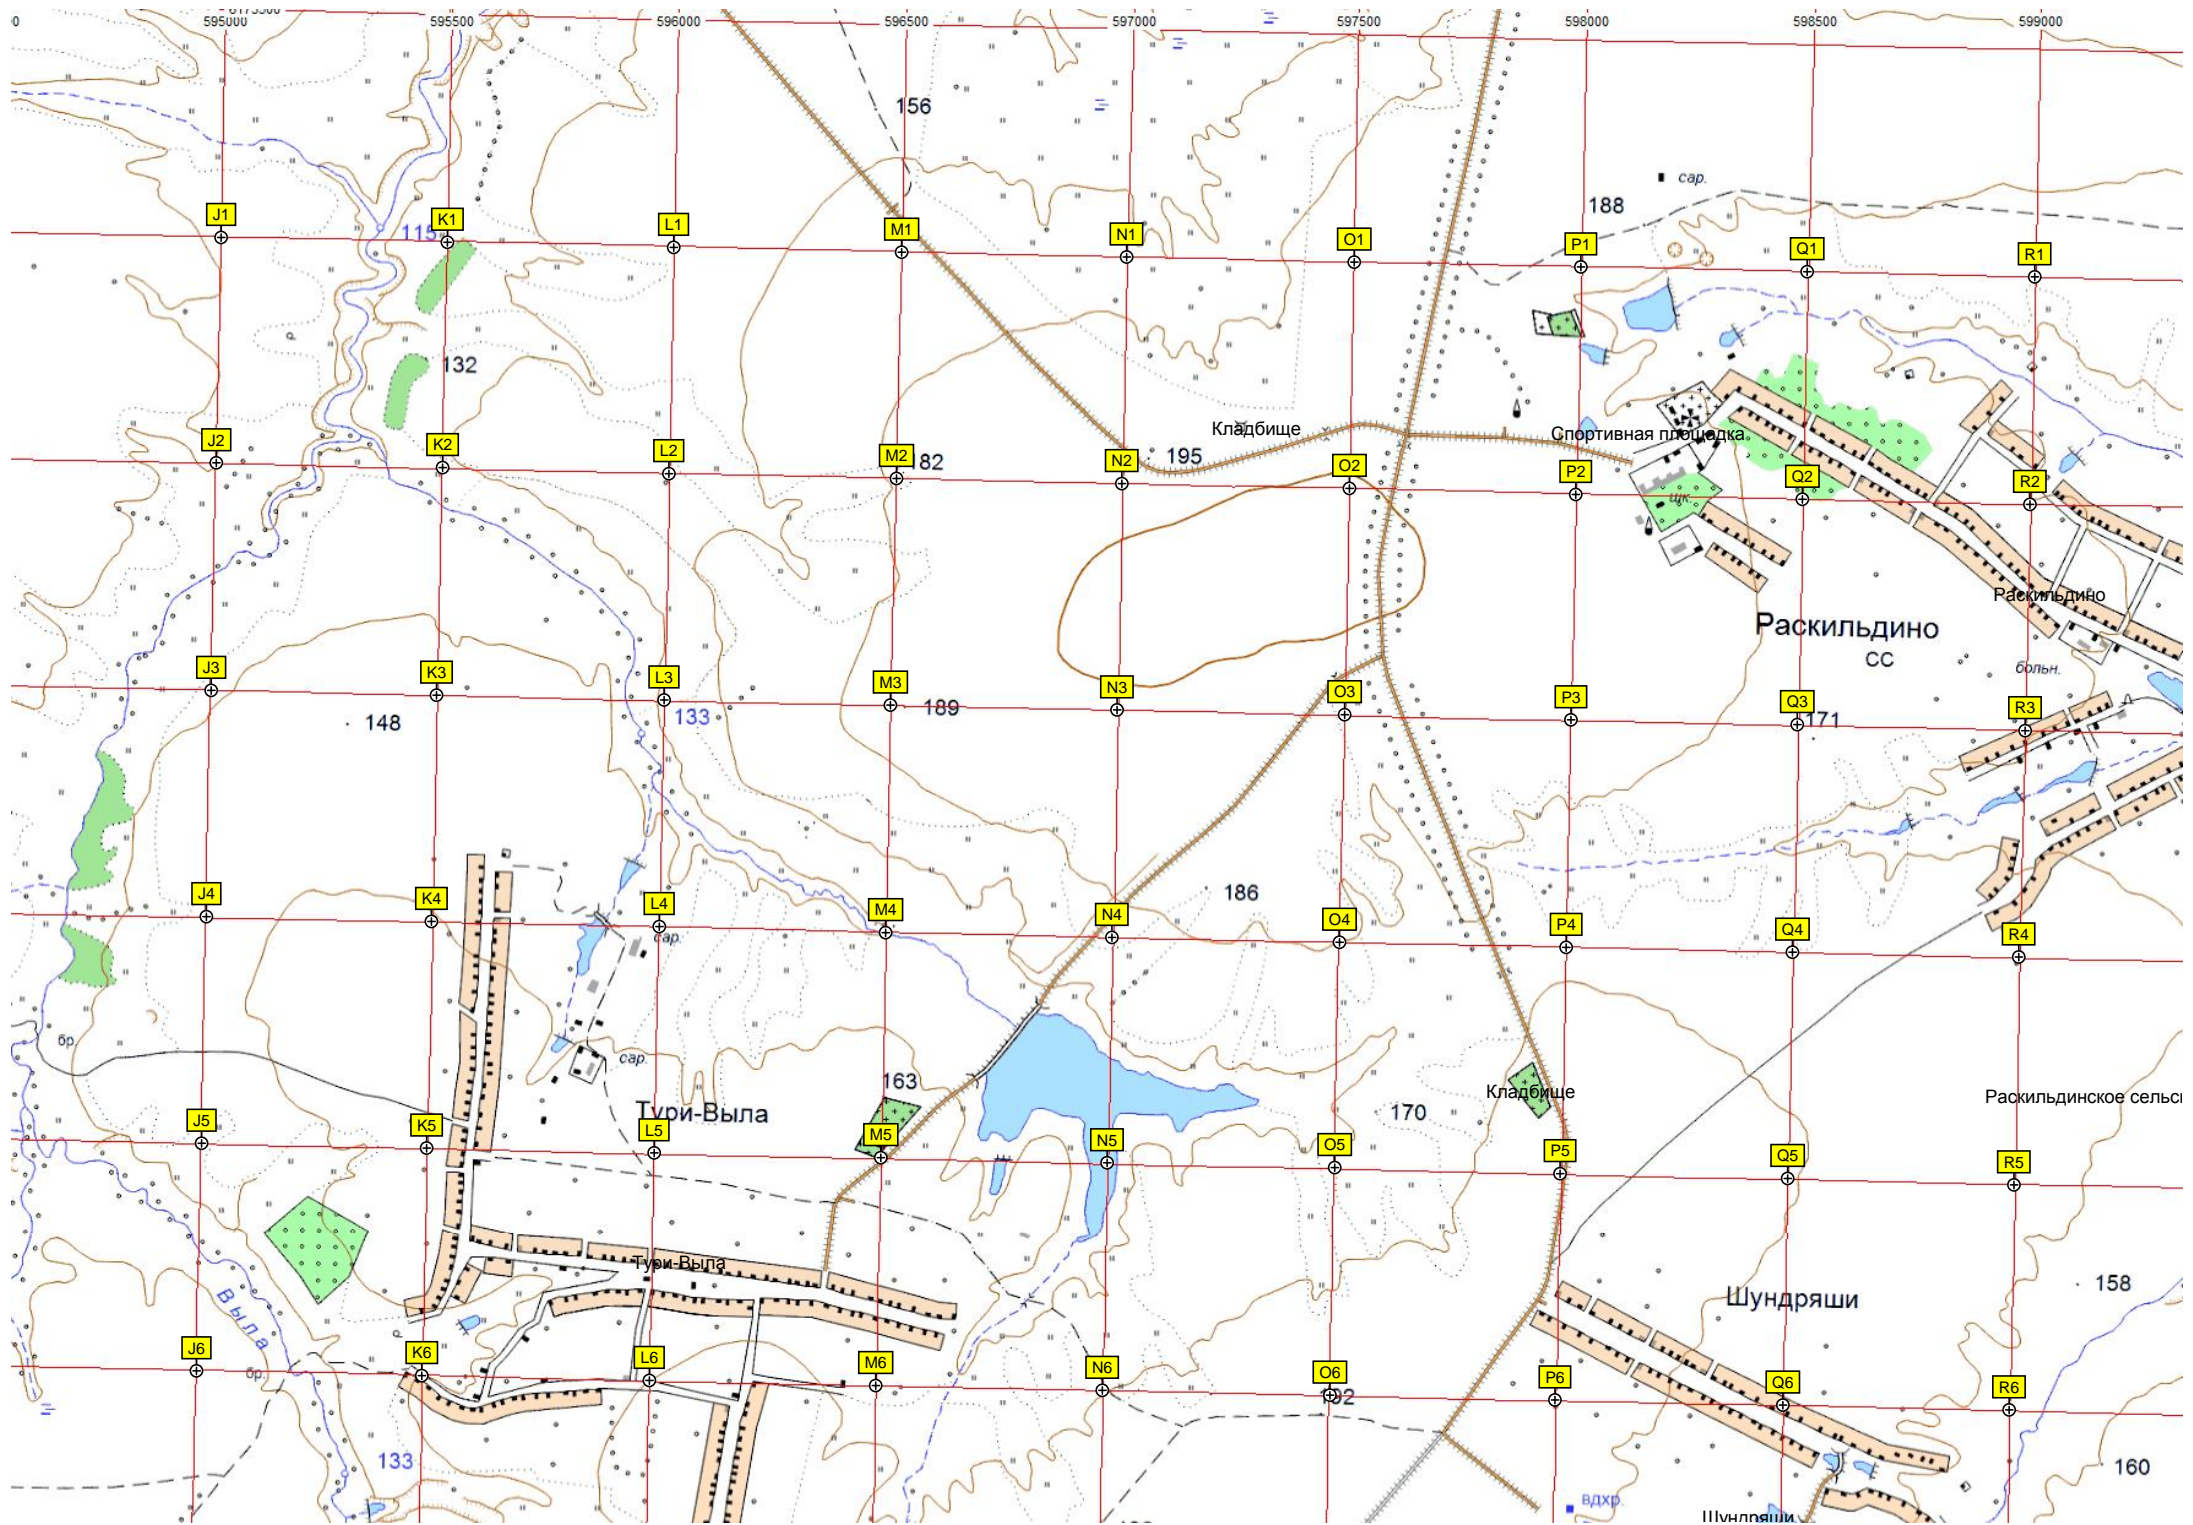 595000 595500 596000 596500 597000 597500 598000 598500 599000
156
сар.
188
J1 K1 L1 M1 N1 O1 P1 Q1 R1
115
132
Кладбище
Спортивная площадка
195
182
J2 K2 L2 M2 N2 O2 P2 Q2 R2
шк.
Раскильдино
Раскильдино
СС
больн.
J3 K3 L3 M3 N3 O3 P3 Q3 R3
148
133
189
171
186
J4 K4 L4 M4 N4 O4 P4 Q4 R4
сар.
бр.
сар.
163
Кладбище
Раскильдинское сельс
Тури-Выла
170
J5 K5 L5 M5 N5 O5 P5 Q5 R5
Тури-Выла
158
Шундряши
Выла
J6 K6 L6 M6 N6 O6 P6 Q6 R6
бр.
192
133
160
вдхр.
Шундряши